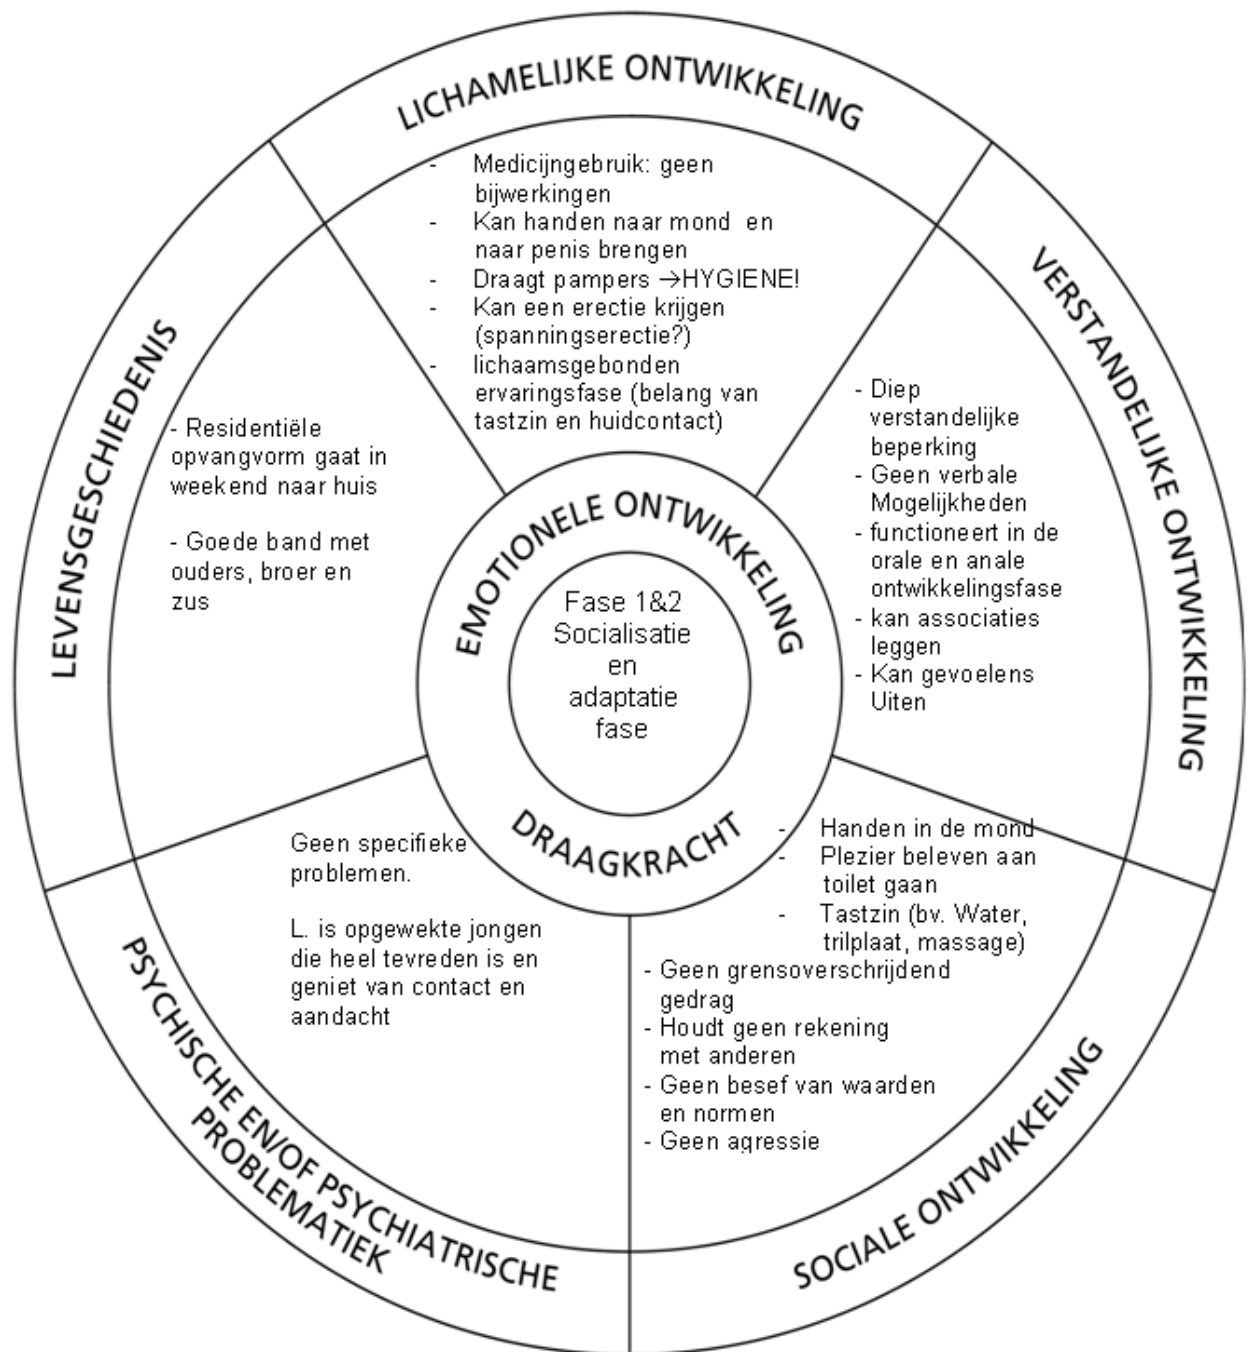 LICHAMELIJKE ONTWIKKELING
- Medicijngebruik: geen
bijwerkingen
- Kan handen naar mond en
naar penis brengen
- Draagt pampers →HYGIENE!
- Kan een erectie krijgen
(spanningserectie?)
- lichaamsgebonden
ervaringsfase (belang van
tastzin en huidcontact)
VERSTANDELIJKE ONTWIKKELING
- Diep
verstandelijke
beperking
- Geen verbale
Mogelijkheden
- functioneert in de
orale en anale
ontwikkelingsfase
- kan associaties
leggen
- Kan gevoelens
Uiten
SOCIALE ONTWIKKELING
- Handen in de mond
- Plezier beleven aan
toilet gaan
- Tastzin (bv. Water,
trilplaat, massage)
- Geen grensoverschrijdend
gedrag
- Houdt geen rekening
met anderen
- Geen besef van waarden
en normen
- Geen agressie
PSYCHISCHE EN/OF PSYCHIATRISCHE
PROBLEMATIEK
Geen specifieke
problemen.
L. is opgewekte jongen
die heel tevreden is en
geniet van contact en
aandacht
LEVENSGESCHIEDENIS
- Residentiële
opvangvorm gaat in
weekend naar huis
- Goede band met
ouders, broer en
zus
EMOTIONELE ONTWIKKELING
Fase 1&2
Socialisatie
en
adaptatie
fase
DRAAGKRACHT